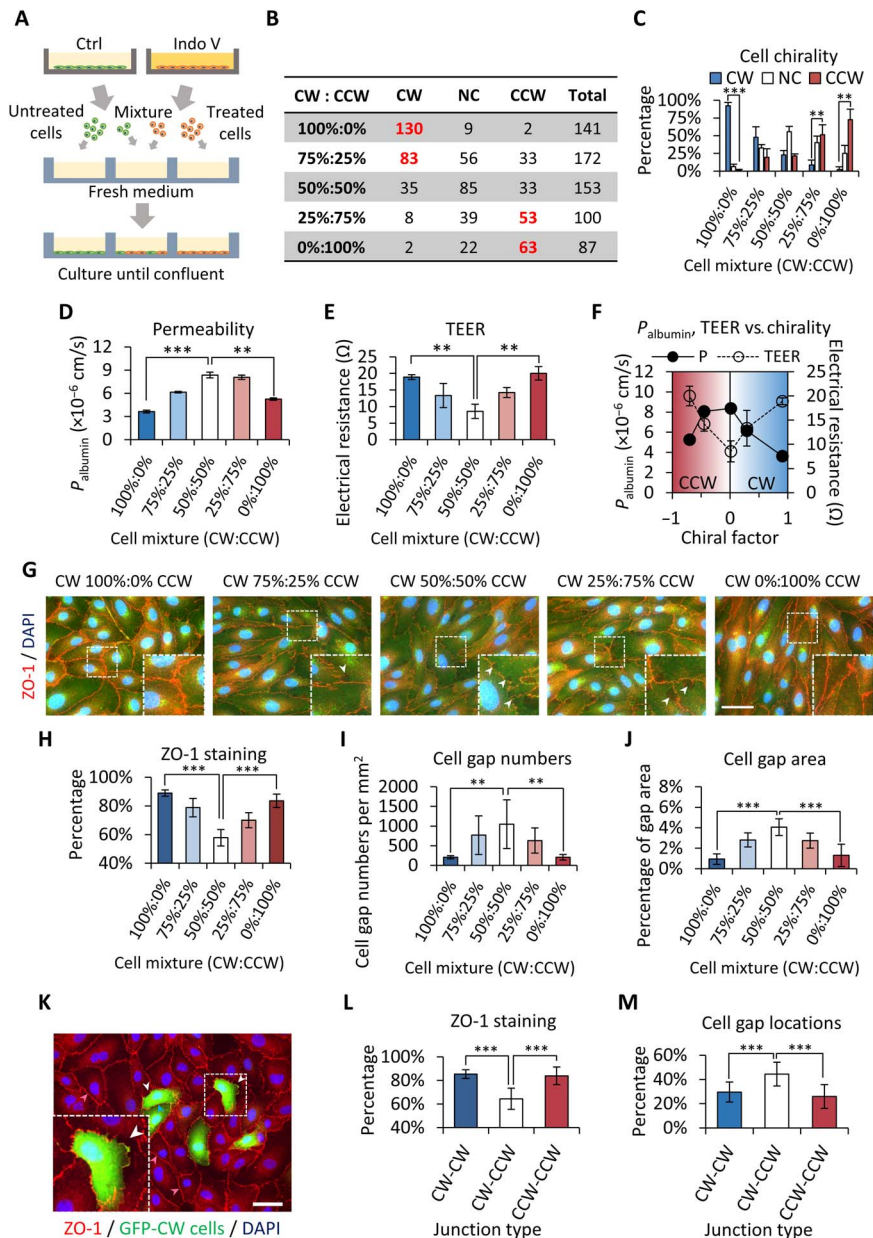 A
Ctrl
Indo V
Untreated cells
Mixture
Treated cells
Fresh medium
Culture until confluent
B
CW : CCW CW NC CCW Total
100%:0% 130 9 2 141
75%:25% 83 56 33 172
50%:50% 35 85 33 153
25%:75% 8 39 53 100
0%:100% 2 22 63 87
C
Cell chirality
CW NC CCW
*** ** **
Percentage
100%
75%
50%
25%
0%
100%:0% 75%:25% 50%:50% 25%:75% 0%:100%
Cell mixture (CW:CCW)
D
Permeability
*** **
Palbumin (×10−6 cm/s)
12
9
6
3
0
100%:0% 75%:25% 50%:50% 25%:75% 0%:100%
Cell mixture (CW:CCW)
E
TEER
** **
Electrical resistance (Ω)
25
20
15
10
5
0
100%:0% 75%:25% 50%:50% 25%:75% 0%:100%
Cell mixture (CW:CCW)
F
Palbumin, TEER vs. chirality
P TEER
Palbumin (×10−6 cm/s)
12
10
8
6
4
2
0
Electrical resistance (Ω)
25
20
15
10
5
0
CCW CW
−1 0 1
Chiral factor
G
CW 100%:0% CCW
CW 75%:25% CCW
CW 50%:50% CCW
CW 25%:75% CCW
CW 0%:100% CCW
ZO-1 / DAPI
H
ZO-1 staining
*** ***
Percentage
100%
80%
60%
40%
100%:0% 75%:25% 50%:50% 25%:75% 0%:100%
Cell mixture (CW:CCW)
I
Cell gap numbers
** **
Cell gap numbers per mm2
2000
1500
1000
500
0
100%:0% 75%:25% 50%:50% 25%:75% 0%:100%
Cell mixture (CW:CCW)
J
Cell gap area
*** ***
Percentage of gap area
8%
6%
4%
2%
0%
100%:0% 75%:25% 50%:50% 25%:75% 0%:100%
Cell mixture (CW:CCW)
K
ZO-1 / GFP-CW cells / DAPI
L
ZO-1 staining
*** ***
Percentage
100%
80%
60%
40%
CW-CW CW-CCW CCW-CCW
Junction type
M
Cell gap locations
*** ***
Percentage
60%
40%
20%
0%
CW-CW CW-CCW CCW-CCW
Junction type